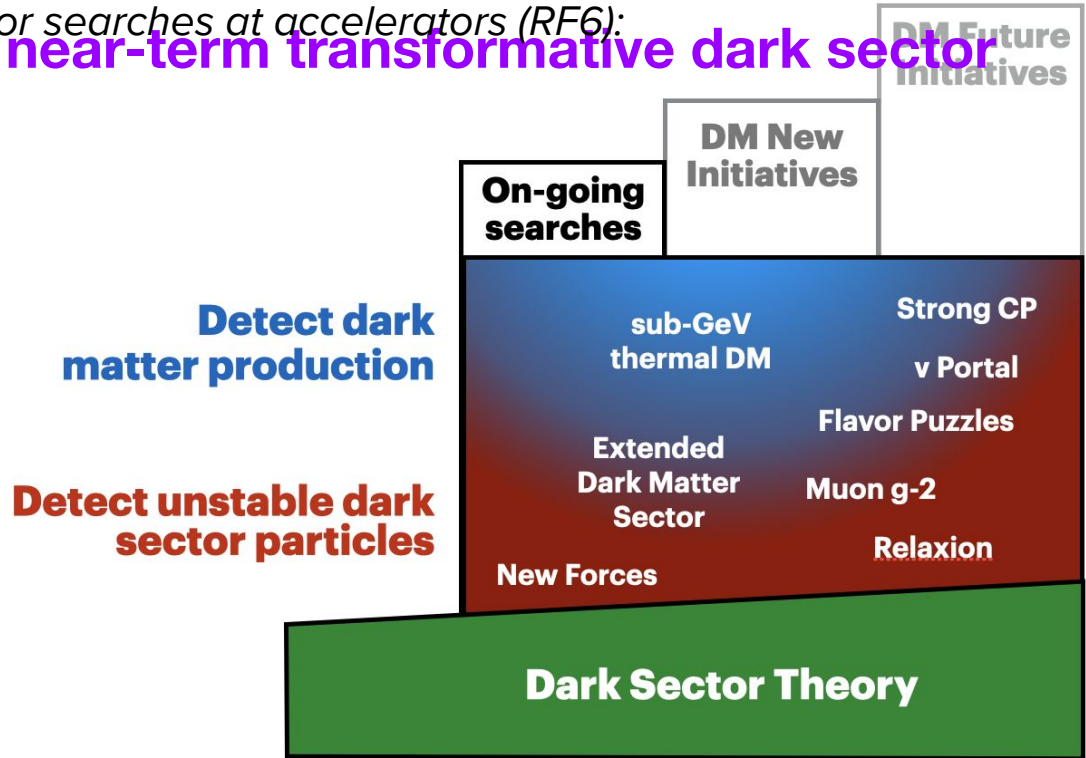 or searches at accelerators (RF6):
near-term transformative dark sector
DM Future
Initiatives
DM New
Initiatives
On-going
searches
Detect dark
matter production
sub-GeV
thermal DM
Strong CP
ν Portal
Flavor Puzzles
Extended
Dark Matter
Sector
Muon g-2
Detect unstable dark
sector particles
Relaxion
New Forces
Dark Sector Theory